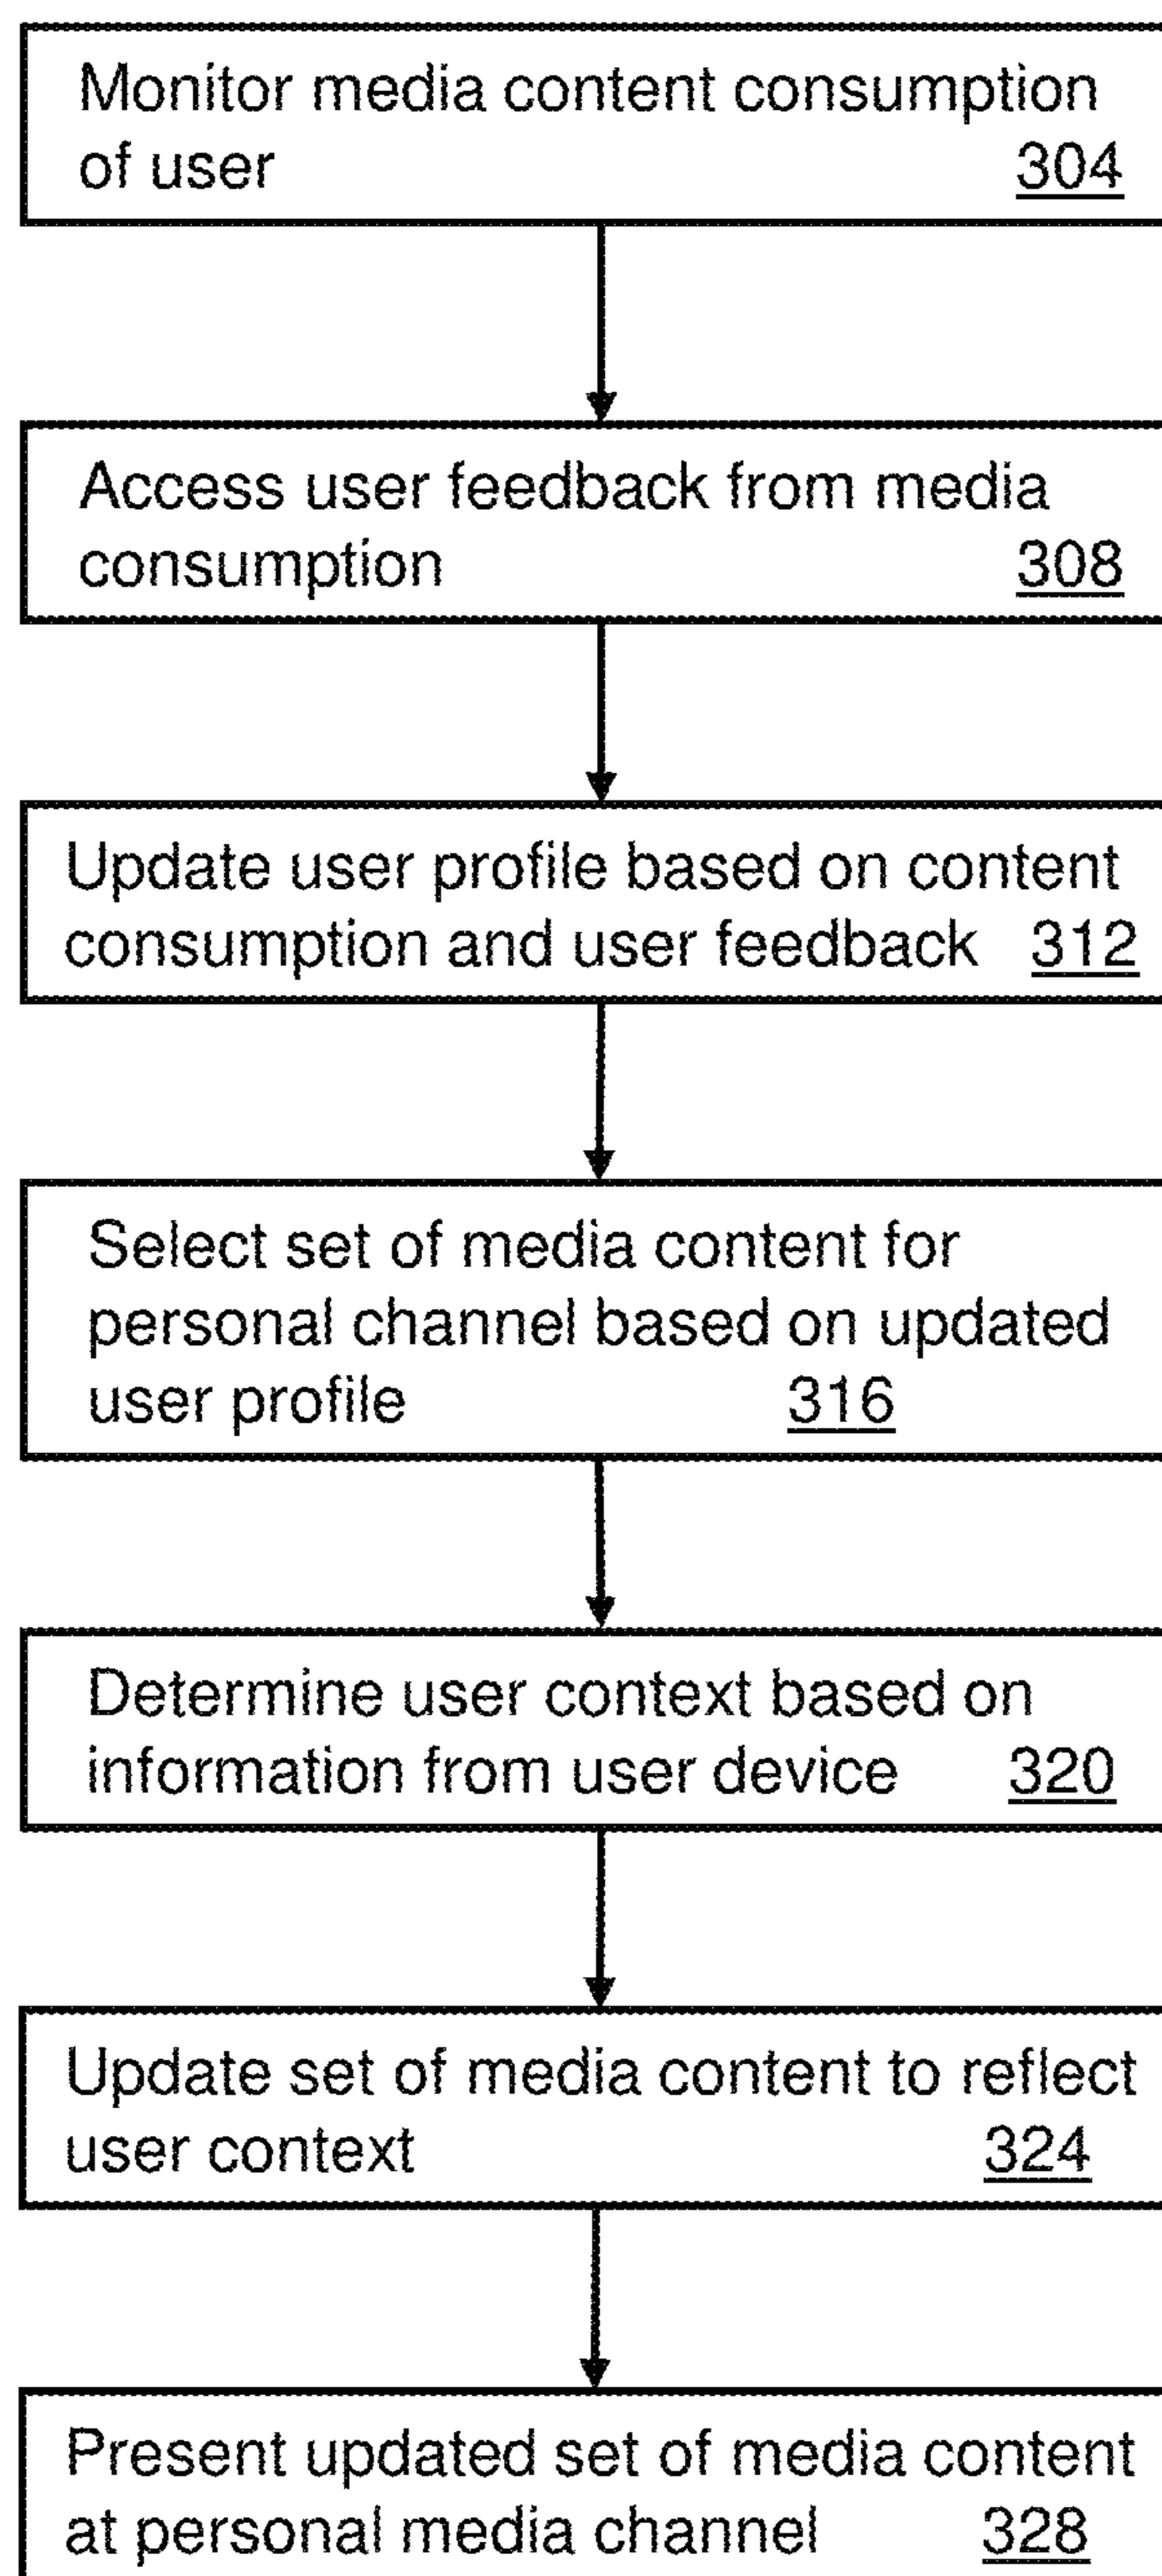 Monitor media content consumption
of user 304
Access user feedback from media
consumption 308
Update user profile based on content
consumption and user feedback 312
Select set of media content for
personal channel based on updated
user profile 316
Determine user context based on
information from user device 320
Update set of media content to reflect
user context 324
Present updated set of media content
at personal media channel 328